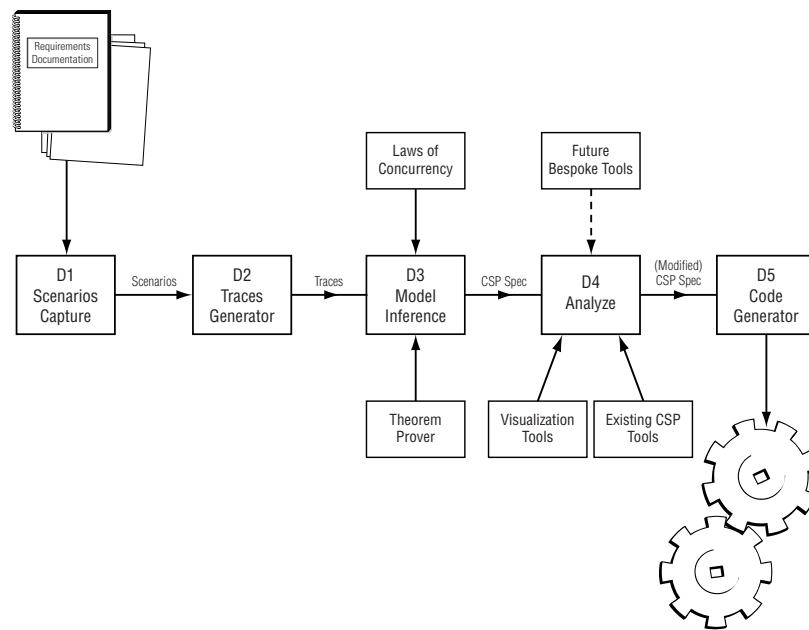 Requirements
Documentation
Laws of
Concurrency
Future
Bespoke Tools
D1
Scenarios
Capture
Scenarios
D2
Traces
Generator
Traces
D3
Model
Inference
CSP Spec
D4
Analyze
(Modified)
CSP Spec
D5
Code
Generator
Theorem
Prover
Visualization
Tools
Existing CSP
Tools